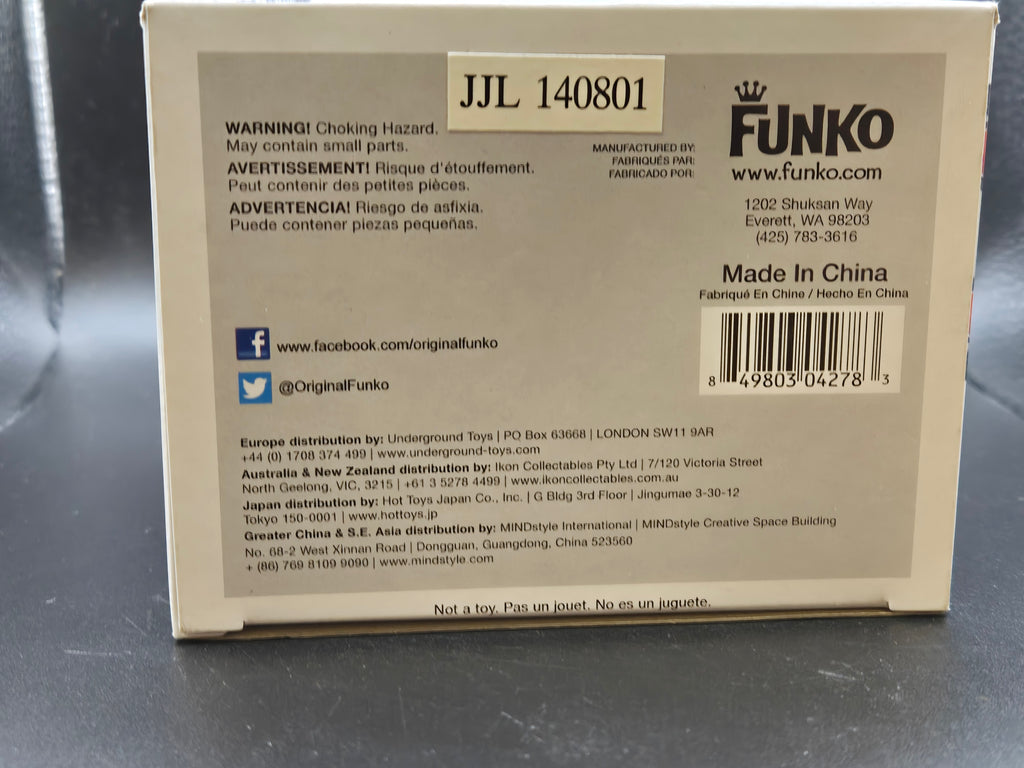 JJL 140801
WARNING! Choking Hazard.
May contain small parts.
AVERTISSEMENT! Risque d'étouffement.
Peut contenir des petites pièces.
ADVERTENCIA! Riesgo de asfixia.
Puede contener piezas pequeñas.
MANUFACTURED BY:
FABRIQUÉS PAR:
FABRICADO POR:
FUNKO
www.funko.com
1202 Shuksan Way
Everett, WA 98203
(425) 783-3616
Made In China
Fabriqué En Chine / Hecho En China
8 49803 04278 3
f www.facebook.com/originalfunko
@OriginalFunko
Europe distribution by: Underground Toys | PO Box 63668 | LONDON SW11 9AR
+44 (0) 1708 374 499 | www.underground-toys.com
Australia & New Zealand distribution by: Ikon Collectables Pty Ltd | 7/120 Victoria Street
North Geelong, VIC, 3215 | +61 3 5278 4499 | www.ikoncollectables.com.au
Japan distribution by: Hot Toys Japan Co., Inc. | G Bldg 3rd Floor | Jingumae 3-30-12
Tokyo 150-0001 | www.hottoys.jp
Greater China & S.E. Asia distribution by: MINDstyle International | MINDstyle Creative Space Building
No. 68-2 West Xinnan Road | Dongguan, Guangdong, China 523560
+ (86) 769 8109 9090 | www.mindstyle.com
Not a toy. Pas un jouet. No es un juguete.